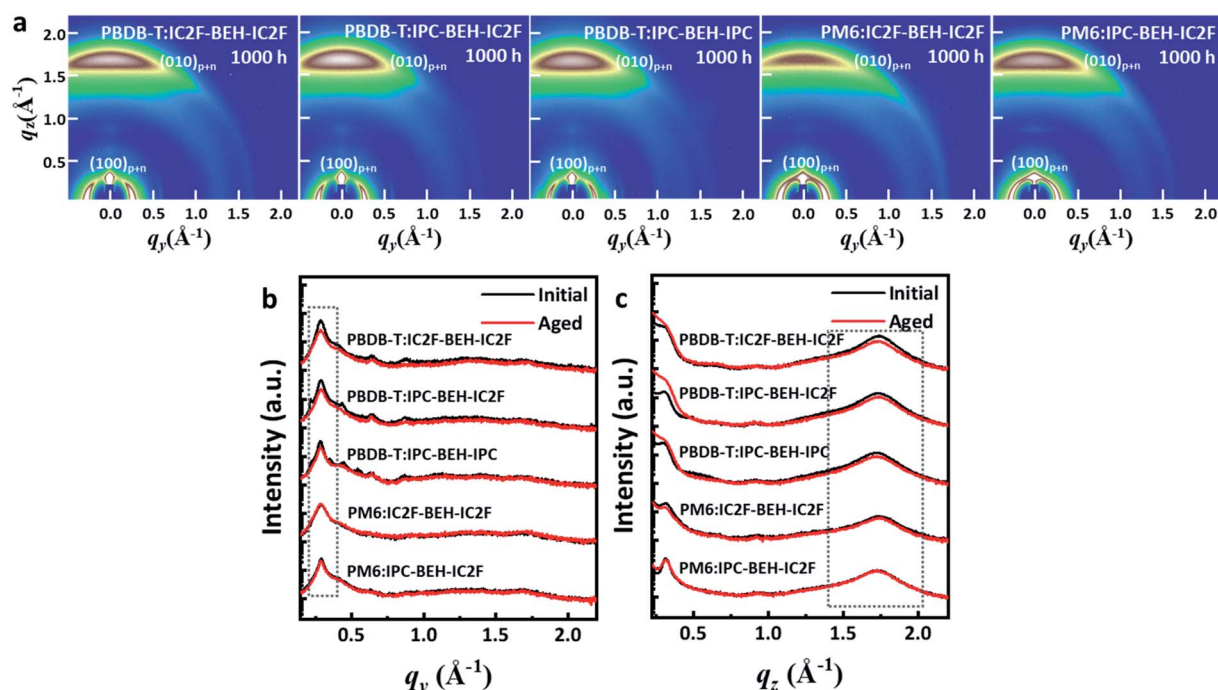 a
PBDB-T:IC2F-BEH-IC2F
1000 h
(010)p+n
(100)p+n
PBDB-T:IPC-BEH-IC2F
1000 h
(010)p+n
(100)p+n
PBDB-T:IPC-BEH-IPC
1000 h
(010)p+n
(100)p+n
PM6:IC2F-BEH-IC2F
1000 h
(010)p+n
(100)p+n
PM6:IPC-BEH-IC2F
1000 h
(010)p+n
(100)p+n
2.0
1.5
1.0
0.5
qz(Å-1)
0.0 0.5 1.0 1.5 2.0
0.0 0.5 1.0 1.5 2.0
0.0 0.5 1.0 1.5 2.0
0.0 0.5 1.0 1.5 2.0
0.0 0.5 1.0 1.5 2.0
qy(Å-1)
qy(Å-1)
qy(Å-1)
qy(Å-1)
qy(Å-1)
b
Initial
Aged
PBDB-T:IC2F-BEH-IC2F
PBDB-T:IPC-BEH-IC2F
PBDB-T:IPC-BEH-IPC
PM6:IC2F-BEH-IC2F
PM6:IPC-BEH-IC2F
Intensity (a.u.)
0.5 1.0 1.5 2.0
qy (Å-1)
c
Initial
Aged
PBDB-T:IC2F-BEH-IC2F
PBDB-T:IPC-BEH-IC2F
PBDB-T:IPC-BEH-IPC
PM6:IC2F-BEH-IC2F
PM6:IPC-BEH-IC2F
Intensity (a.u.)
0.5 1.0 1.5 2.0
qz (Å-1)